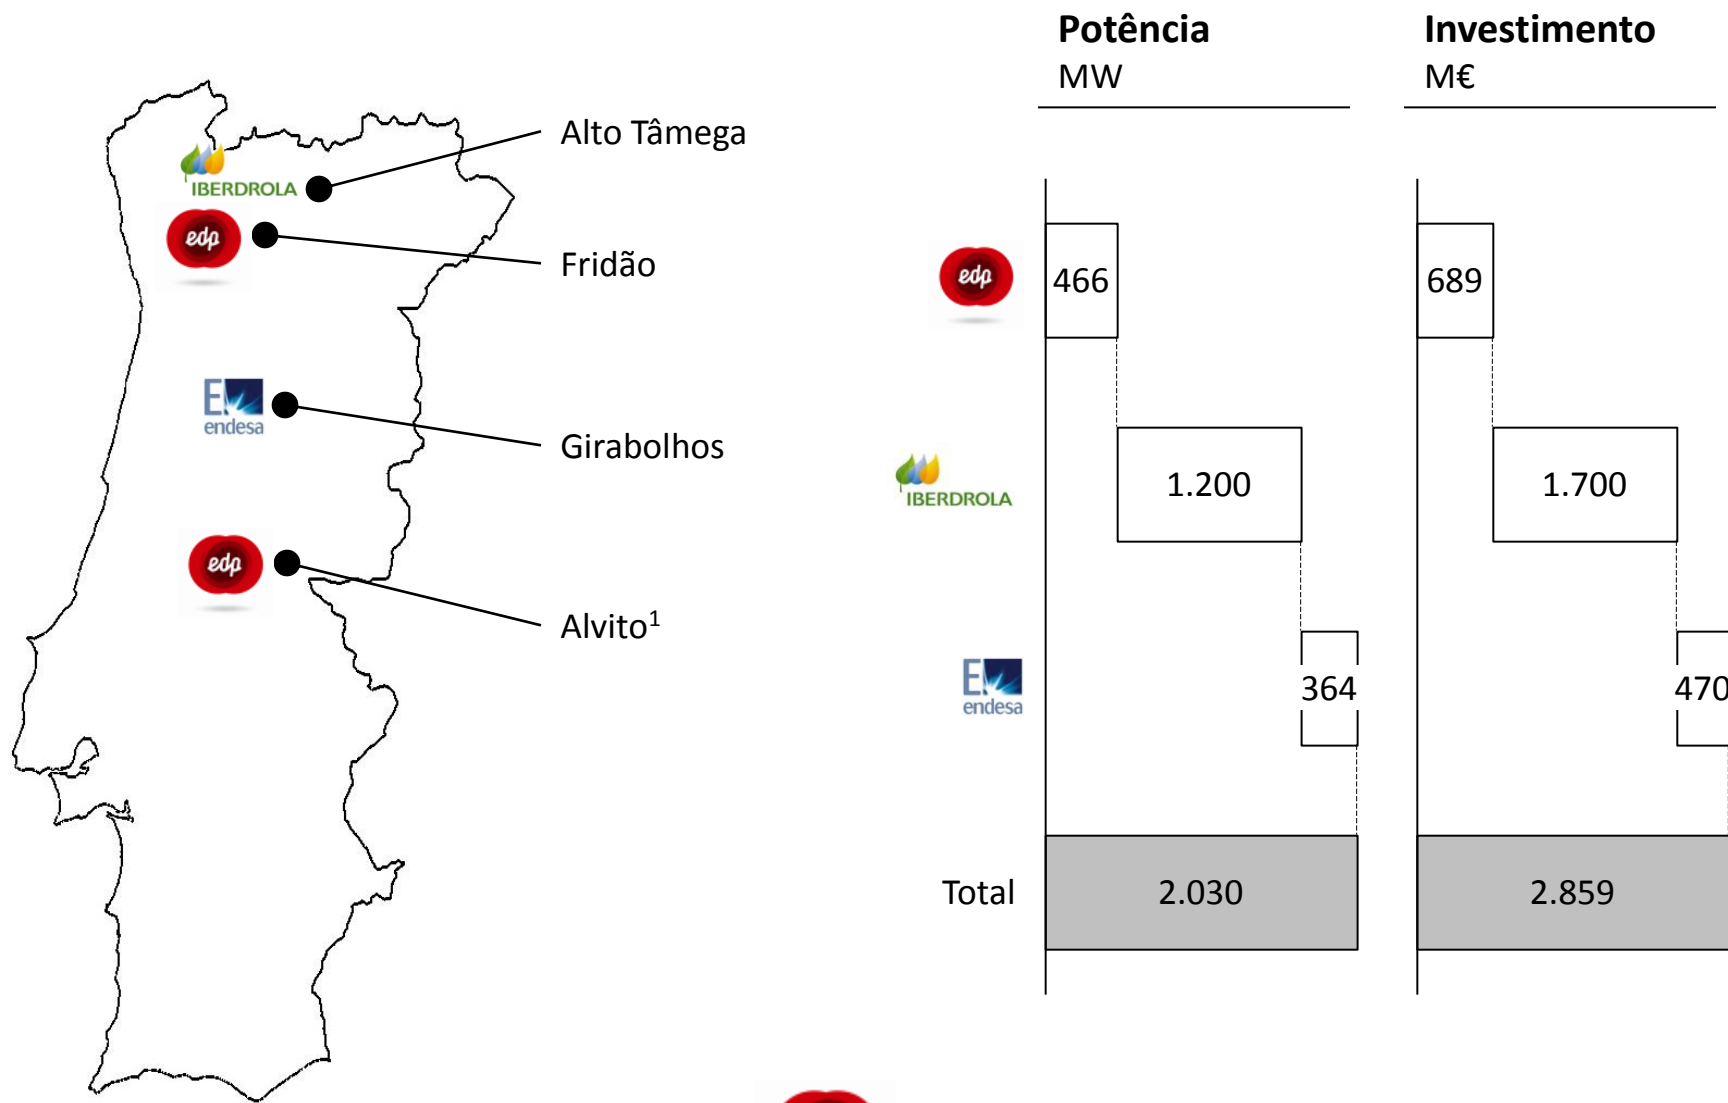 Potência
MW
Investimento
M€
Alto Tâmega
IBERDROLA
edp
Fridão
endesa
Girabolhos
edp
Alvito¹
edp
466
689
IBERDROLA
1.200
1.700
endesa
364
470
Total
2.030
2.859